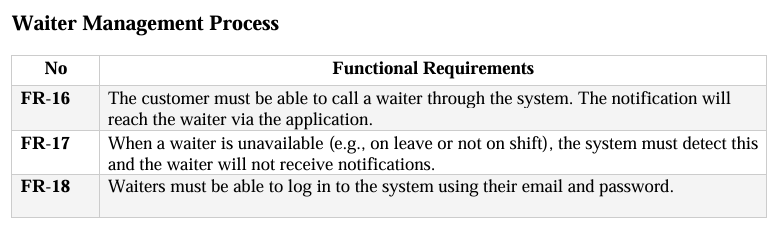 Waiter Management Process
No Functional Requirements
FR-16 The customer must be able to call a waiter through the system. The notification will
reach the waiter via the application.
FR-17 When a waiter is unavailable (e.g., on leave or not on shift), the system must detect this
and the waiter will not receive notifications.
FR-18 Waiters must be able to log in to the system using their email and password.